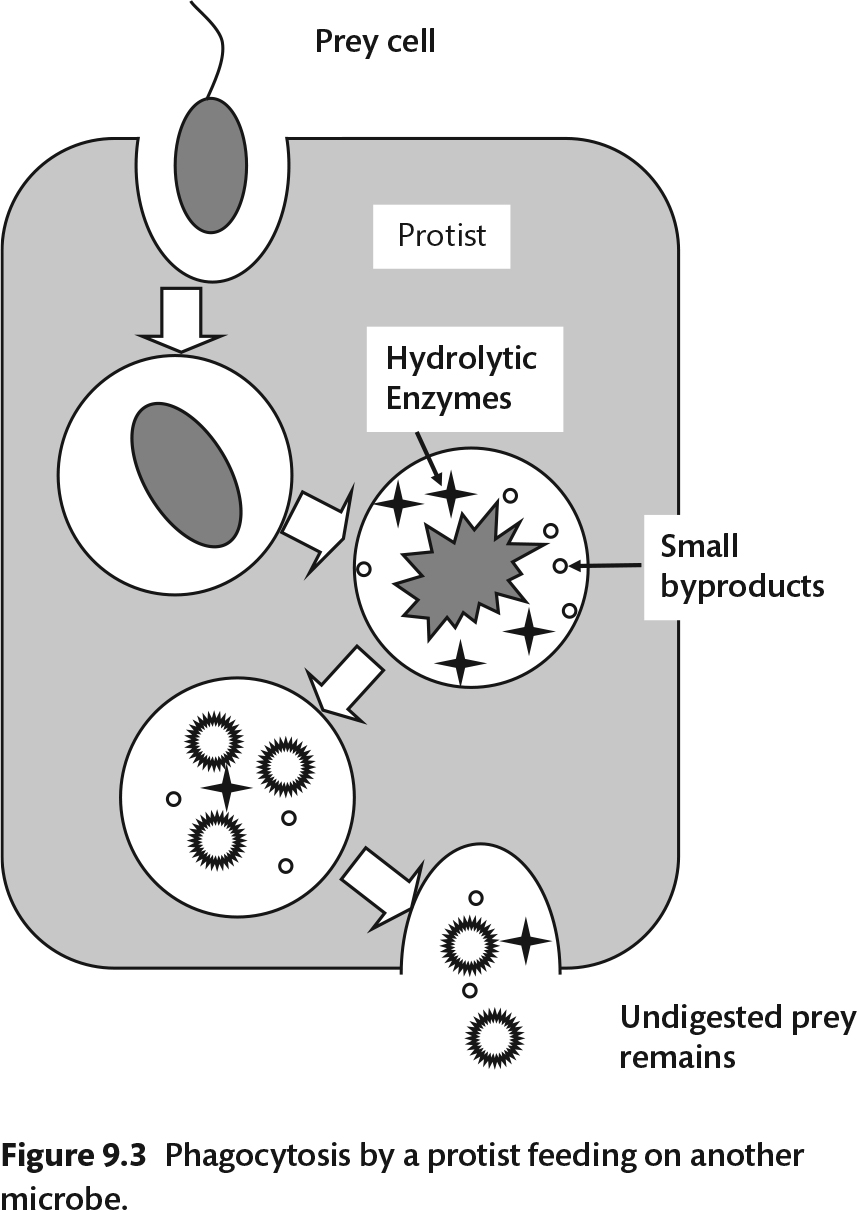 Prey cell
Protist
Hydrolytic
Enzymes
Small
byproducts
Undigested prey
remains
Figure 9.3 Phagocytosis by a protist feeding on another
microbe.